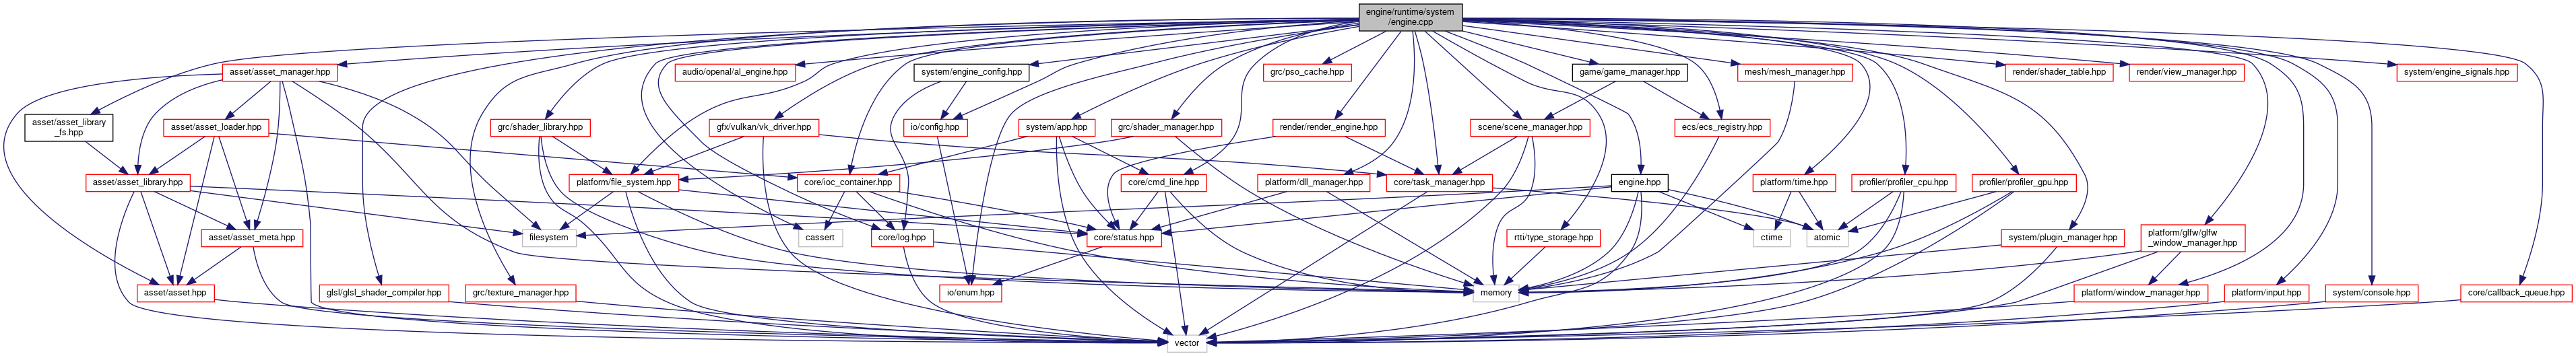 engine/runtime/system
/engine.cpp
asset/asset_manager.hpp
audio/openal/al_engine.hpp
system/engine_config.hpp
grc/pso_cache.hpp
game/game_manager.hpp
mesh/mesh_manager.hpp
render/shader_table.hpp
render/view_manager.hpp
system/engine_signals.hpp
asset/asset_library
_fs.hpp
asset/asset_loader.hpp
grc/shader_library.hpp
gfx/vulkan/vk_driver.hpp
io/config.hpp
system/app.hpp
grc/shader_manager.hpp
render/render_engine.hpp
scene/scene_manager.hpp
ecs/ecs_registry.hpp
asset/asset_library.hpp
platform/file_system.hpp
core/ioc_container.hpp
core/cmd_line.hpp
platform/dll_manager.hpp
core/task_manager.hpp
engine.hpp
platform/time.hpp
profiler/profiler_cpu.hpp
profiler/profiler_gpu.hpp
asset/asset_meta.hpp
filesystem
cassert
core/log.hpp
core/status.hpp
rtti/type_storage.hpp
ctime
atomic
system/plugin_manager.hpp
platform/glfw/glfw
_window_manager.hpp
asset/asset.hpp
glsl/glsl_shader_compiler.hpp
grc/texture_manager.hpp
io/enum.hpp
memory
platform/window_manager.hpp
platform/input.hpp
system/console.hpp
core/callback_queue.hpp
vector